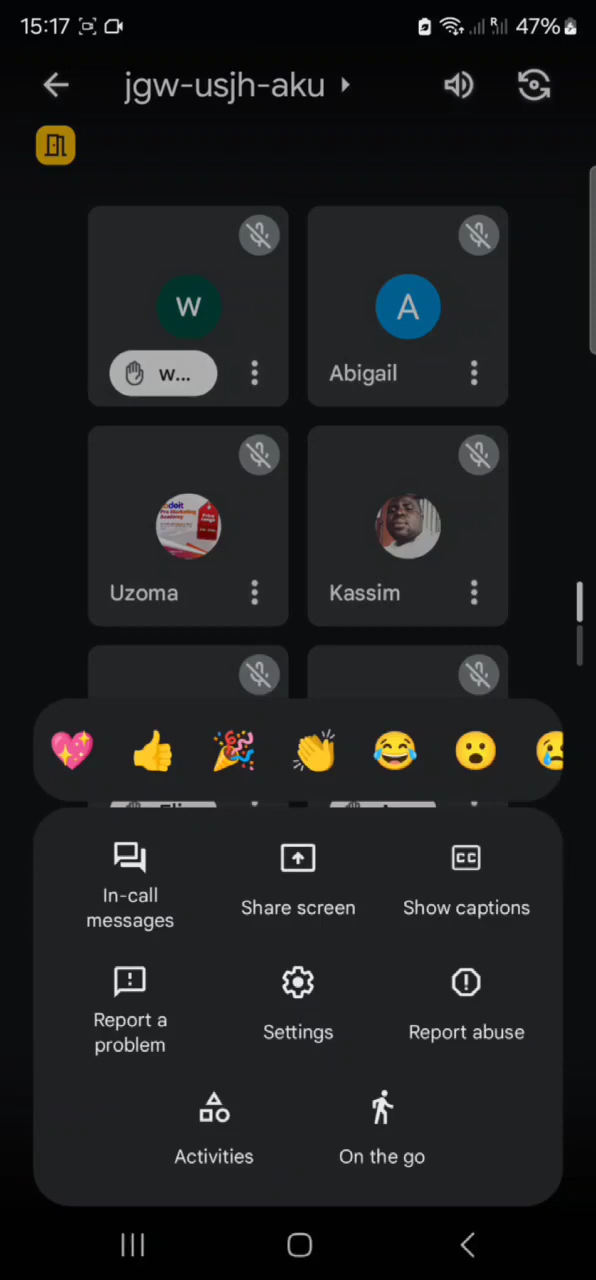 15:17
R
47%
jgw-usjh-aku
W
w...
A
Abigail
Uzoma
Kassim
In-call
messages
Share screen
CC
Show captions
Report a
problem
Settings
Report abuse
Activities
On the go